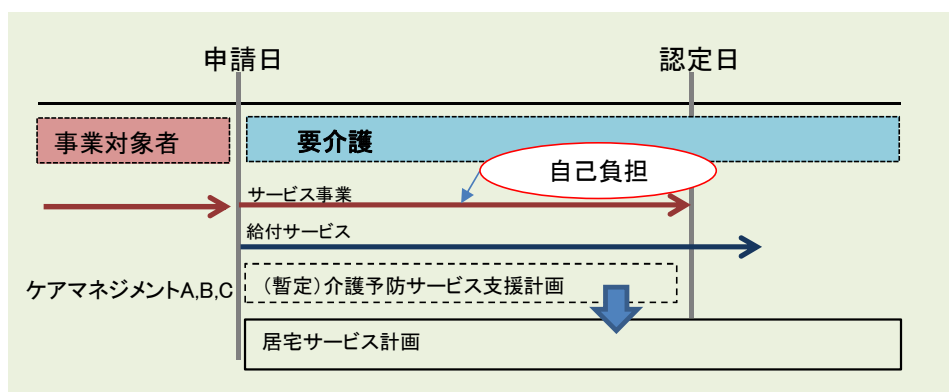 申請日
認定日
事業対象者
要介護
自己負担
サービス事業
給付サービス
ケアマネジメントA,B,C
（暫定）介護予防サービス支援計画
居宅サービス計画